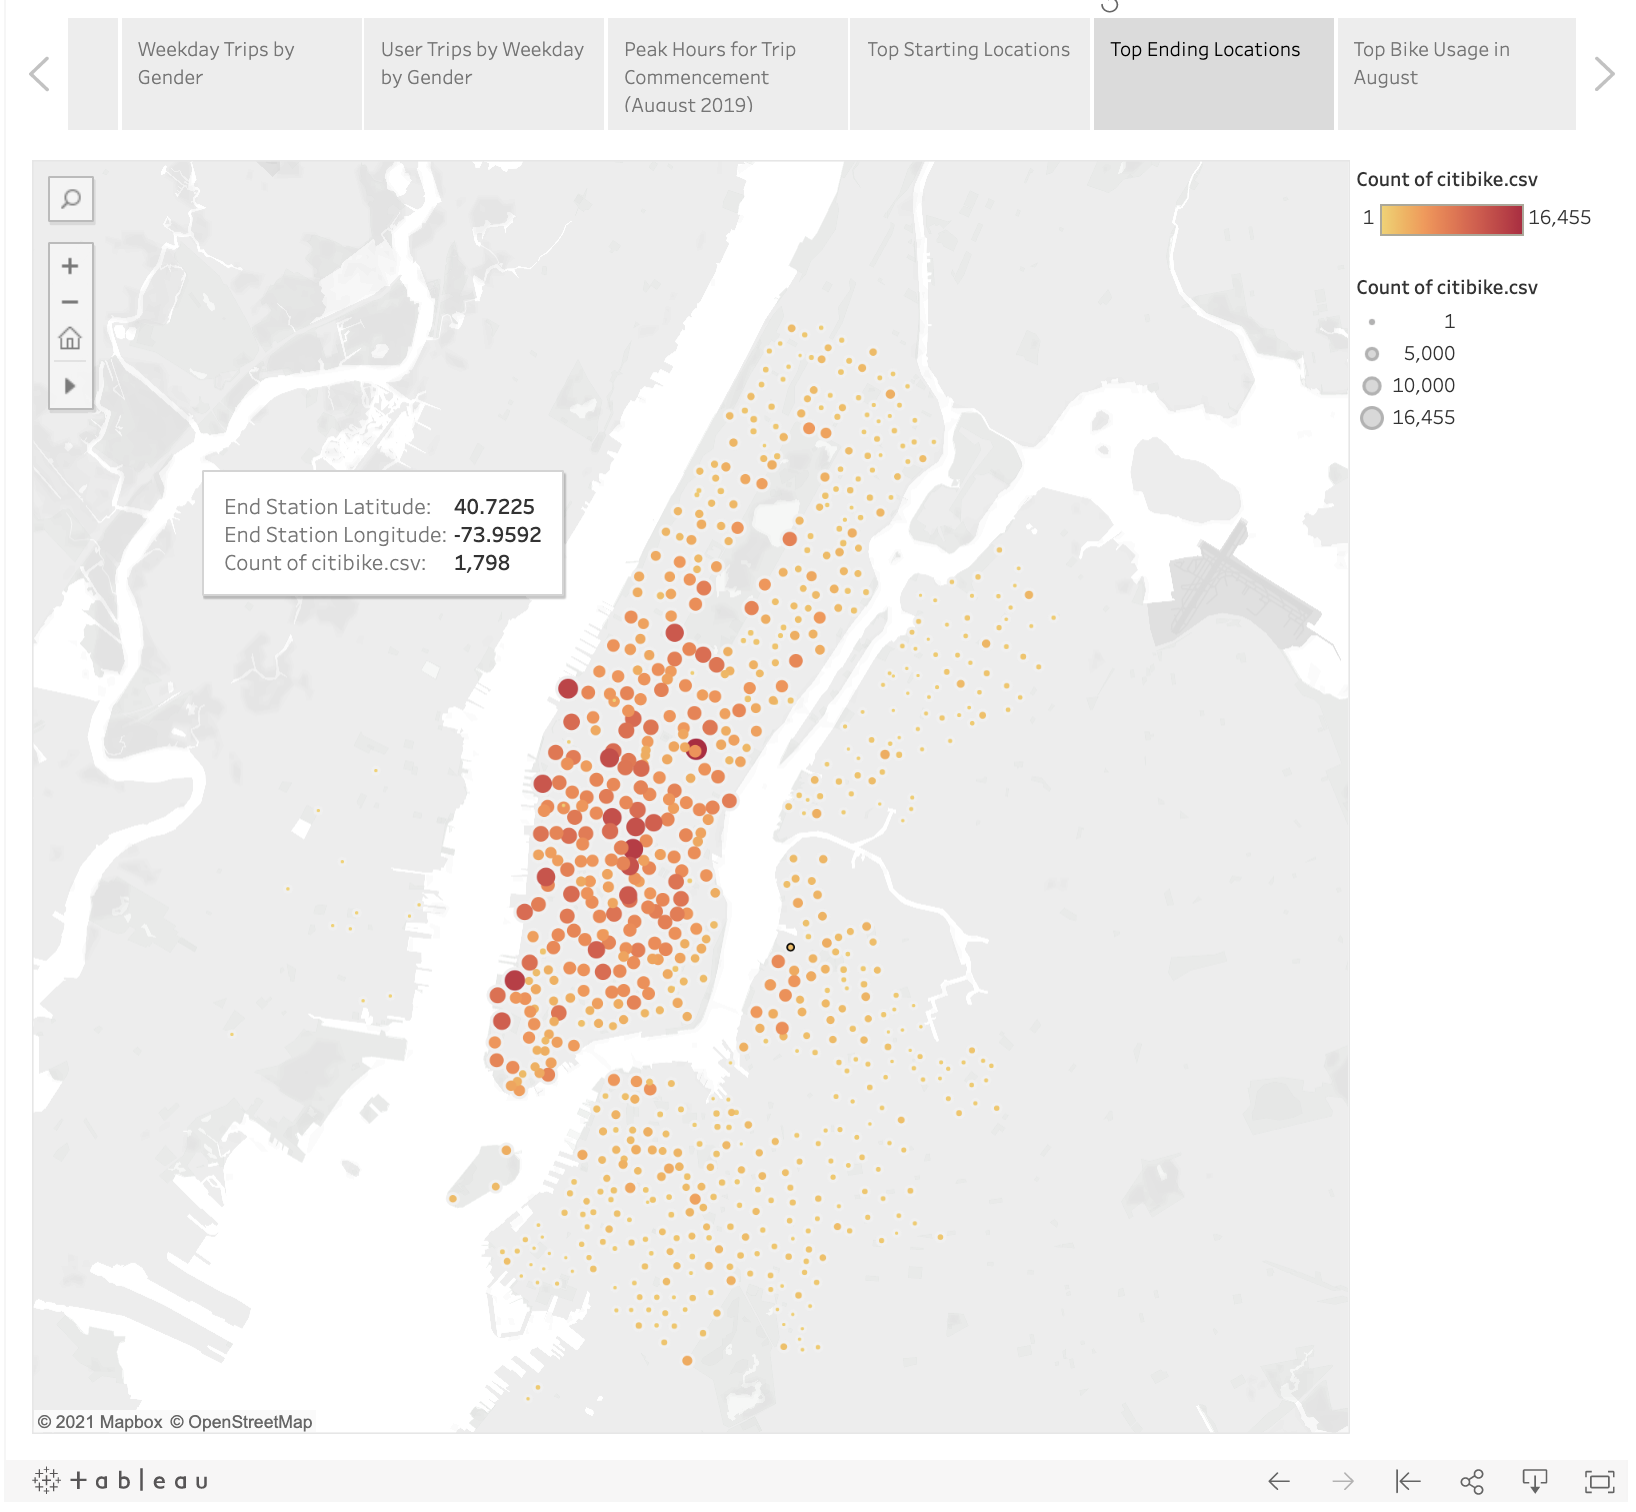 Weekday Trips by
Gender
User Trips by Weekday
by Gender
Peak Hours for Trip
Commencement
(August 2019)
Top Starting Locations
Top Ending Locations
Top Bike Usage in
August
Count of citibike.csv
1 16,455
Count of citibike.csv
1
5,000
10,000
16,455
End Station Latitude: 40.7225
End Station Longitude: -73.9592
Count of citibike.csv: 1,798
© 2021 Mapbox © OpenStreetMap
+ableau